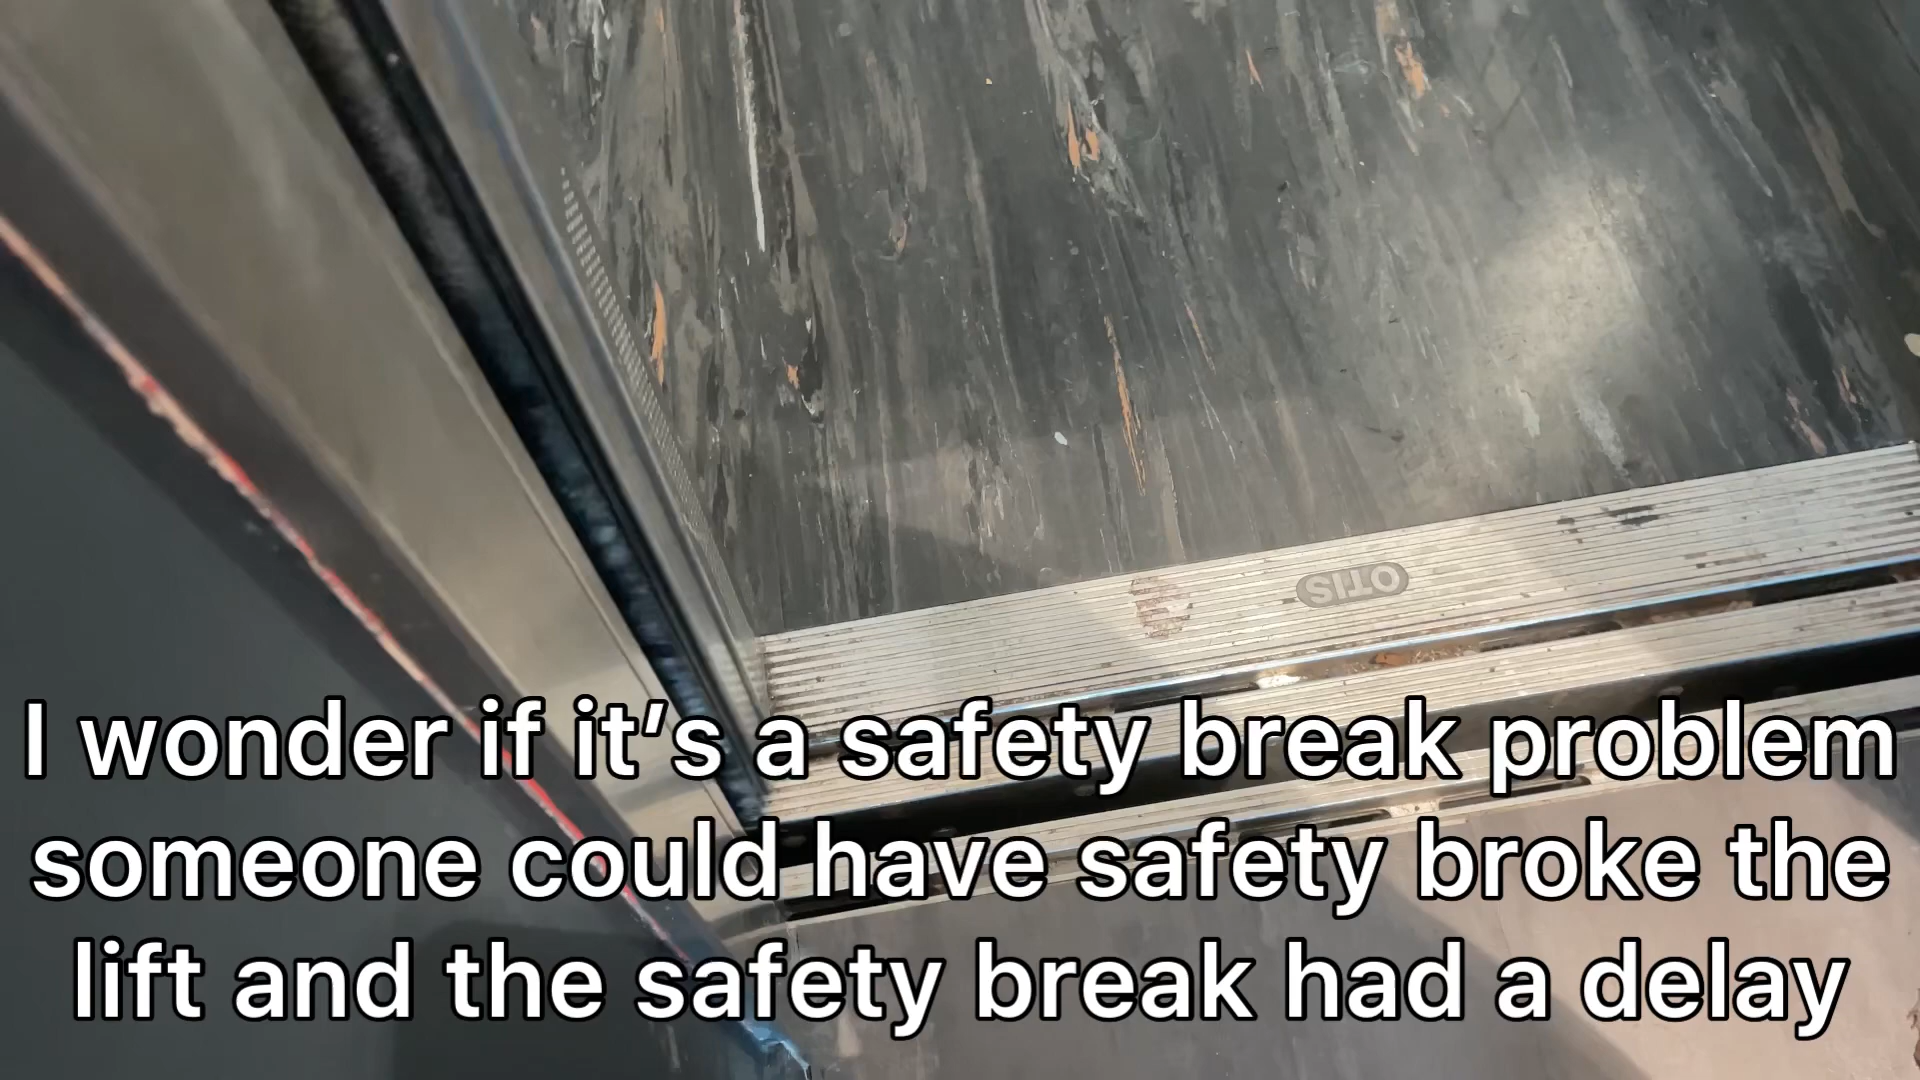 OTIS
I wonder if it’s a safety break problem
someone could have safety broke the
lift and the safety break had a delay